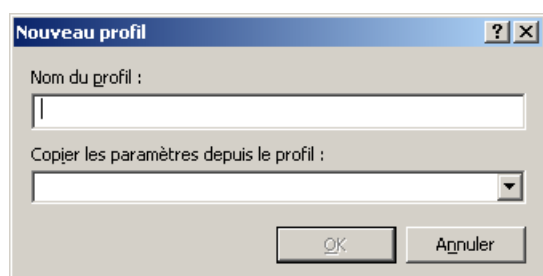 Nouveau profil
Nom du profil :
Copier les paramètres depuis le profil :
OK Annuler